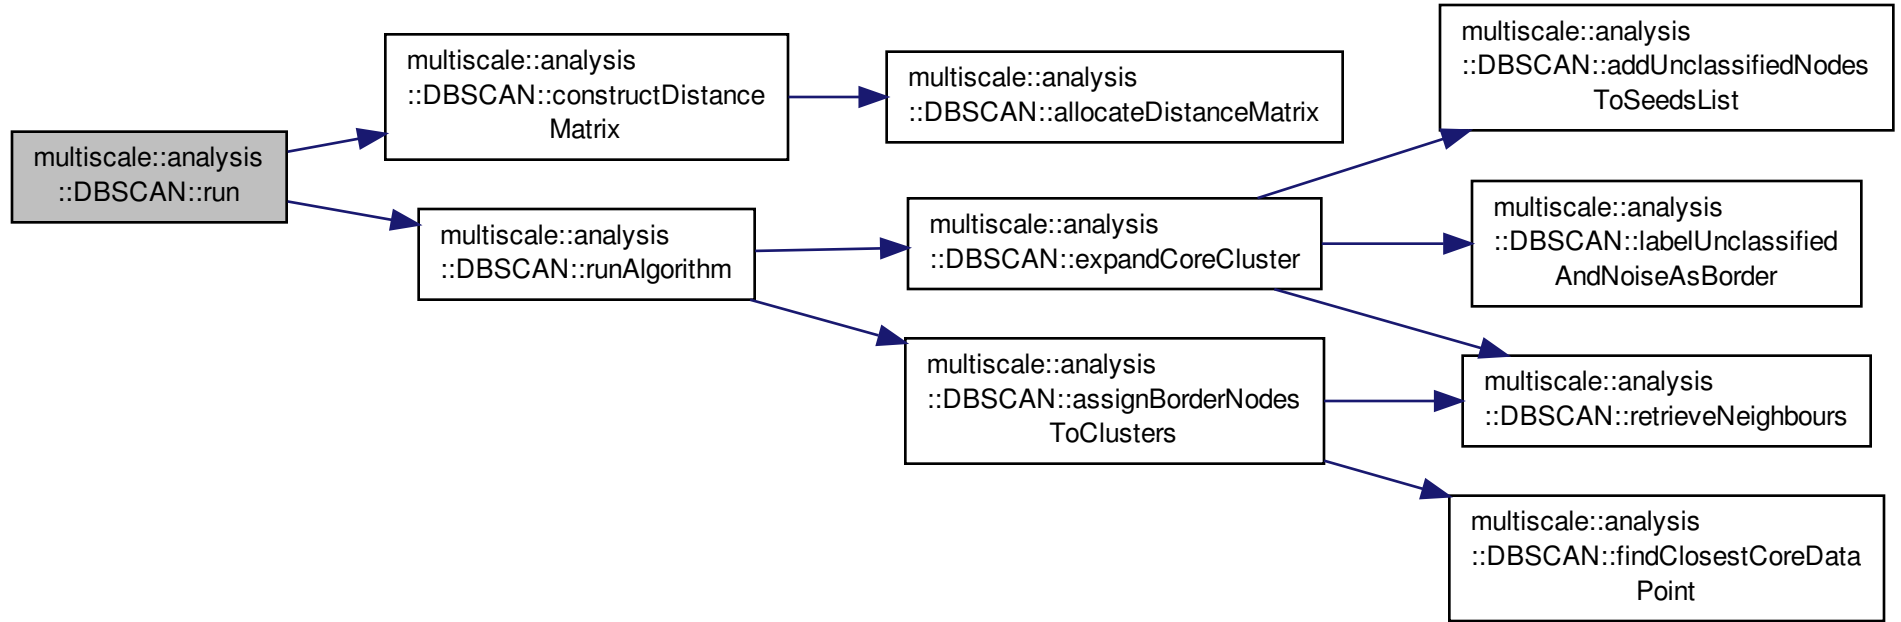 multiscale::analysis
::DBSCAN::run
multiscale::analysis
::DBSCAN::constructDistance
Matrix
multiscale::analysis
::DBSCAN::runAlgorithm
multiscale::analysis
::DBSCAN::allocateDistanceMatrix
multiscale::analysis
::DBSCAN::expandCoreCluster
multiscale::analysis
::DBSCAN::assignBorderNodes
ToClusters
multiscale::analysis
::DBSCAN::addUnclassifiedNodes
ToSeedsList
multiscale::analysis
::DBSCAN::labelUnclassified
AndNoiseAsBorder
multiscale::analysis
::DBSCAN::retrieveNeighbours
multiscale::analysis
::DBSCAN::findClosestCoreData
Point